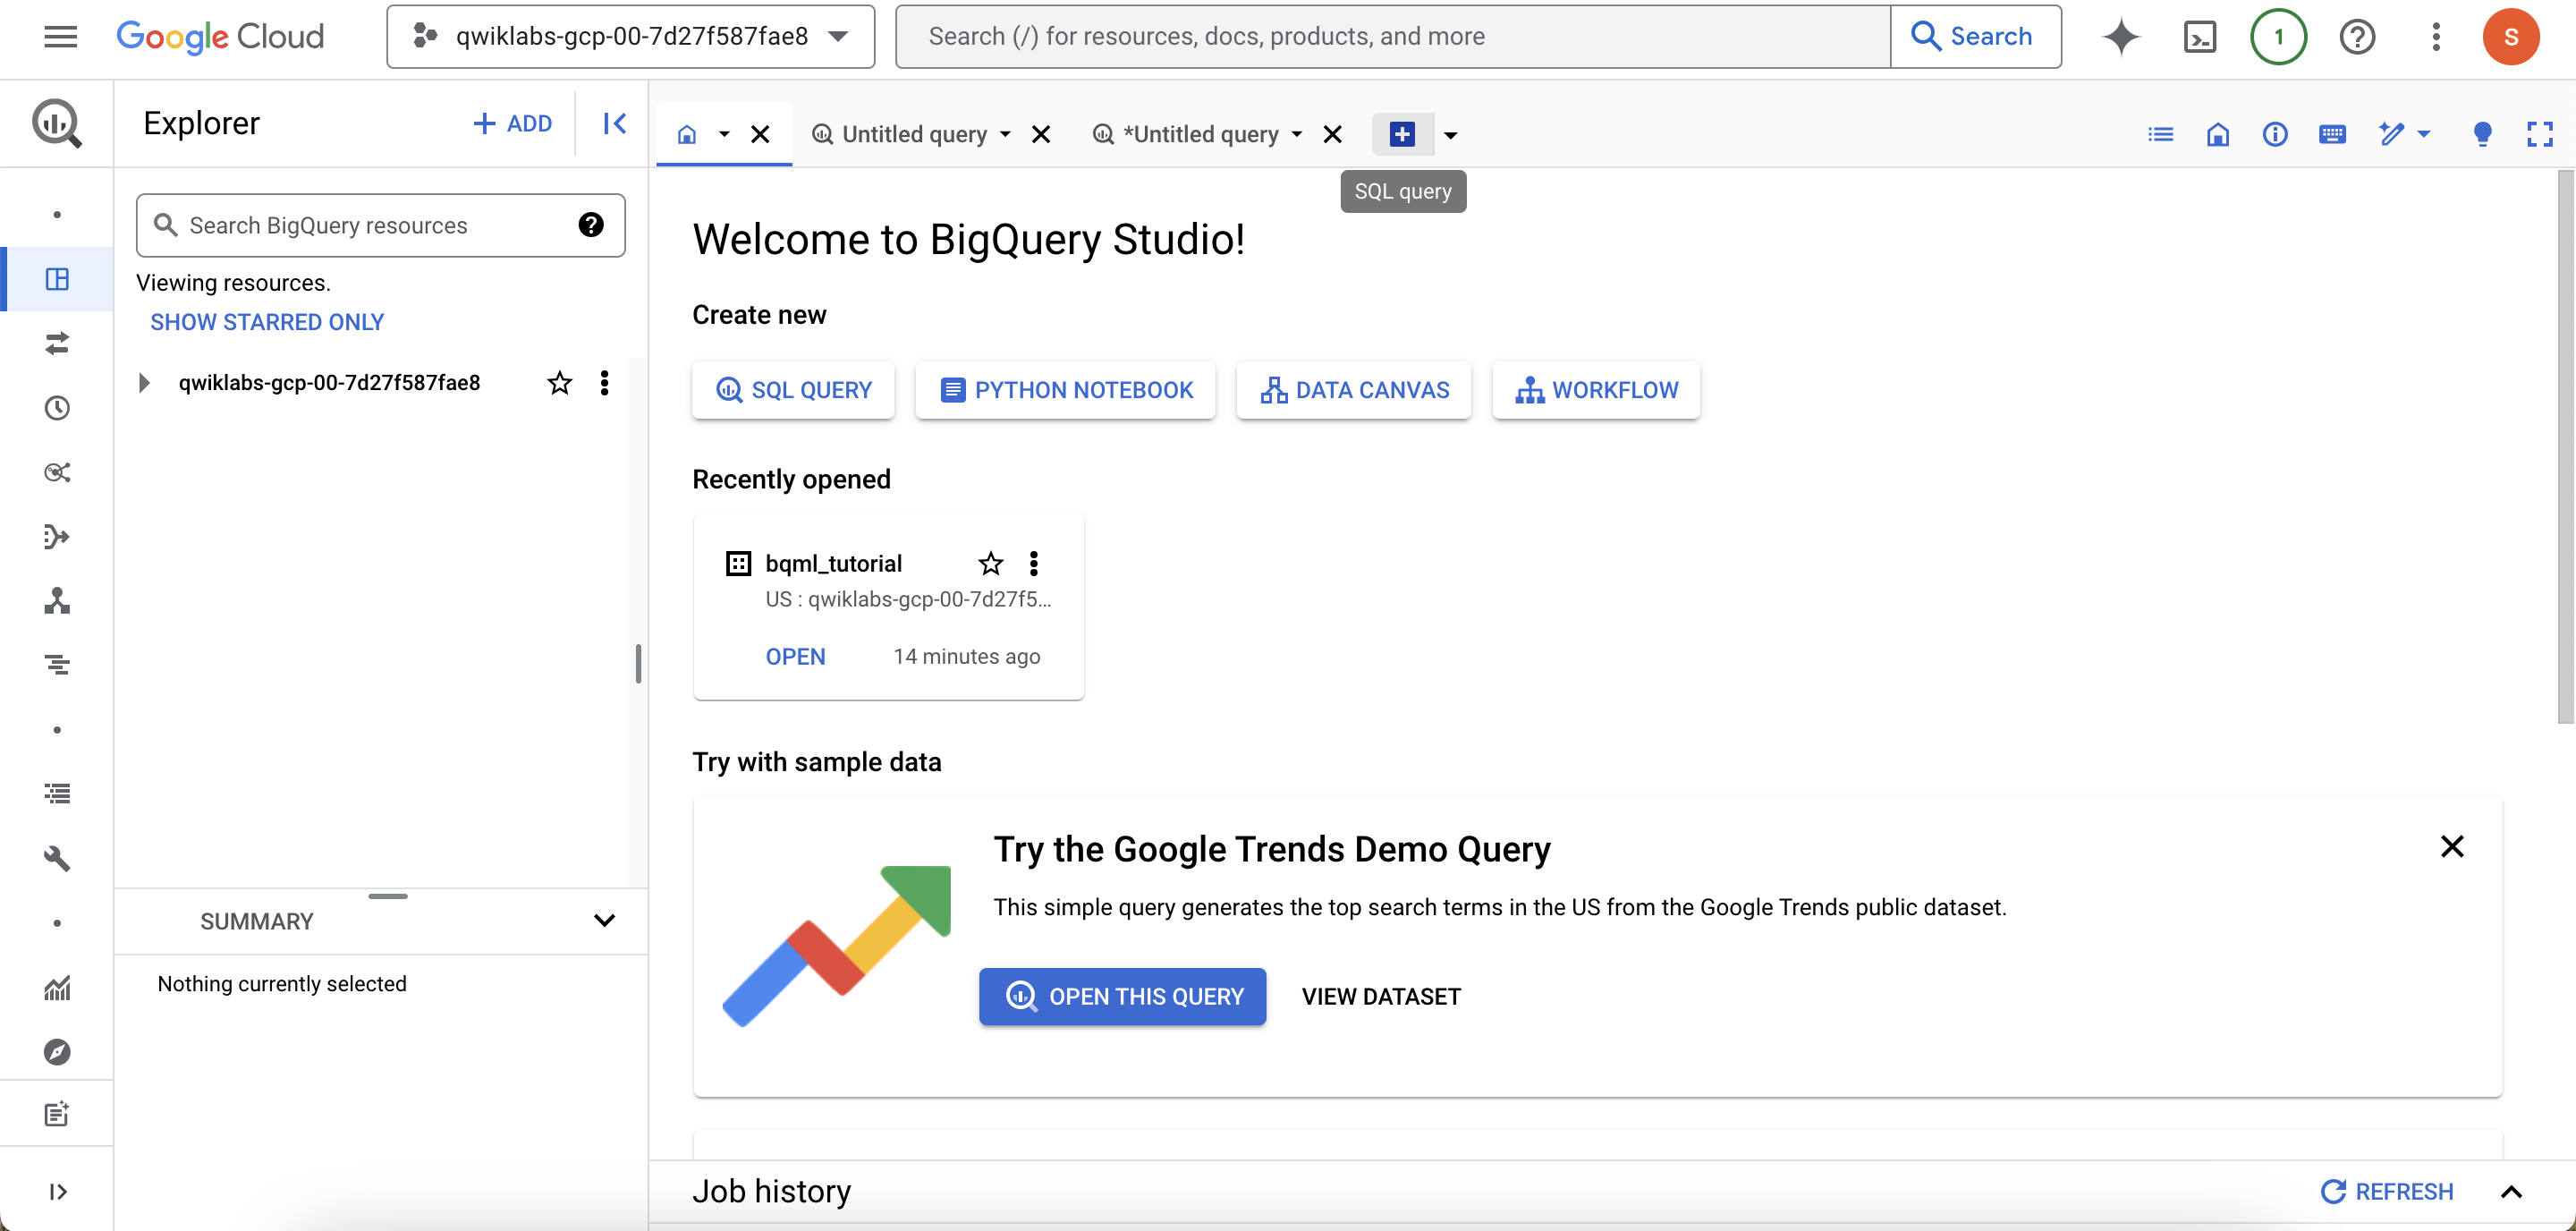 Google Cloud
qwiklabs-gcp-00-7d27f587fae8
Search (/) for resources, docs, products, and more
Search
1
S
Explorer
ADD
Untitled query
*Untitled query
SQL query
Search BigQuery resources
Viewing resources.
SHOW STARRED ONLY
qwiklabs-gcp-00-7d27f587fae8
SUMMARY
Nothing currently selected
Welcome to BigQuery Studio!
Create new
SQL QUERY
PYTHON NOTEBOOK
DATA CANVAS
WORKFLOW
Recently opened
bqml_tutorial
US : qwiklabs-gcp-00-7d27f5...
OPEN
14 minutes ago
Try with sample data
Try the Google Trends Demo Query
This simple query generates the top search terms in the US from the Google Trends public dataset.
OPEN THIS QUERY
VIEW DATASET
Job history
REFRESH